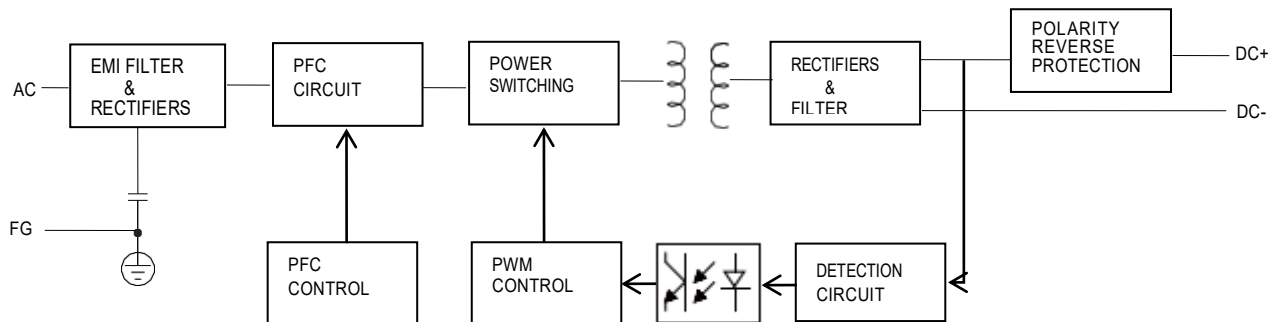 AC
EMI FILTER
&
RECTIFIERS
PFC
CIRCUIT
POWER
SWITCHING
RECTIFIERS
&
FILTER
POLARITY
REVERSE
PROTECTION
DC+
DC-
FG
PFC
CONTROL
PWM
CONTROL
DETECTION
CIRCUIT